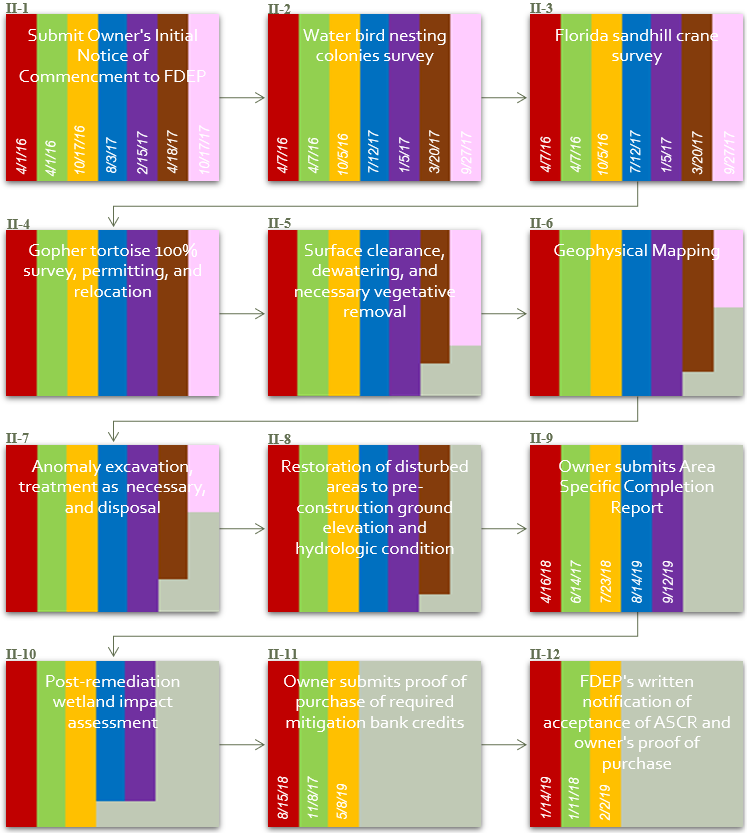 II-1
Submit Owner's Initial
Notice of
Commencment to FDEP
4/1/16
4/1/16
10/17/16
8/3/17
2/15/17
4/18/17
10/17/17
II-2
Water bird nesting
colonies survey
4/7/16
4/7/16
10/5/16
7/12/17
1/5/17
3/20/17
9/27/17
II-3
Florida sandhill crane
survey
4/7/16
4/7/16
10/5/16
7/12/17
1/5/17
3/20/17
9/27/17
II-4
Gopher tortoise 100%
survey, permitting, and
relocation
II-5
Surface clearance,
dewatering, and
necessary vegetative
removal
II-6
Geophysical Mapping
II-7
Anomaly excavation,
treatment as necessary,
and disposal
II-8
Restoration of disturbed
areas to pre-
construction ground
elevation and
hydrologic condition
II-9
Owner submits Area
Specific Completion
Report
4/16/18
6/14/17
7/23/18
8/14/19
9/12/19
II-10
Post-remediation
wetland impact
assessment
II-11
Owner submits proof of
purchase of required
mitigation bank credits
8/15/18
11/8/17
5/8/19
II-12
FDEP's written
notification of
acceptance of ASCR and
owner's proof of
purchase
1/14/19
1/11/18
2/2/19